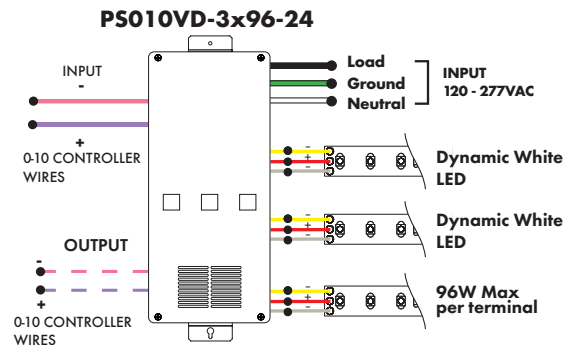 PS010VD-3x96-24
INPUT
-
+
0-10 CONTROLLER
WIRES
OUTPUT
-
+
0-10 CONTROLLER
WIRES
Load
Ground
Neutral
INPUT
120 - 277VAC
-
+
-
Dynamic White
LED
-
+
-
Dynamic White
LED
-
+
-
96W Max
per terminal